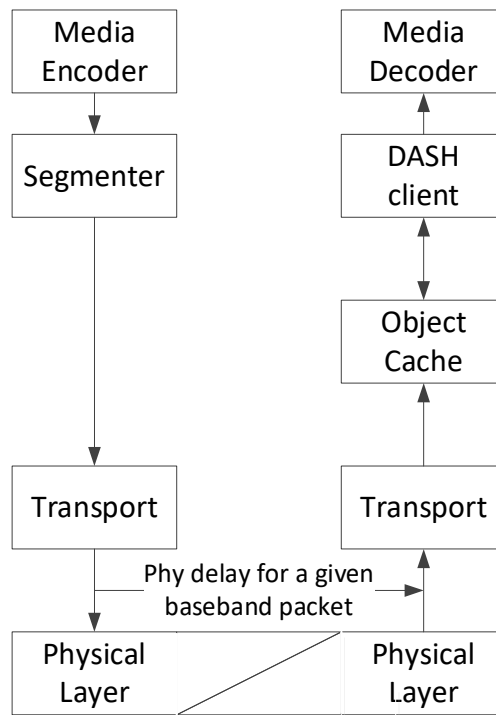 Media
Encoder
Media
Decoder
Segmenter
DASH
client
Object
Cache
Transport
Transport
Phy delay for a given
baseband packet
Physical
Layer
Physical
Layer